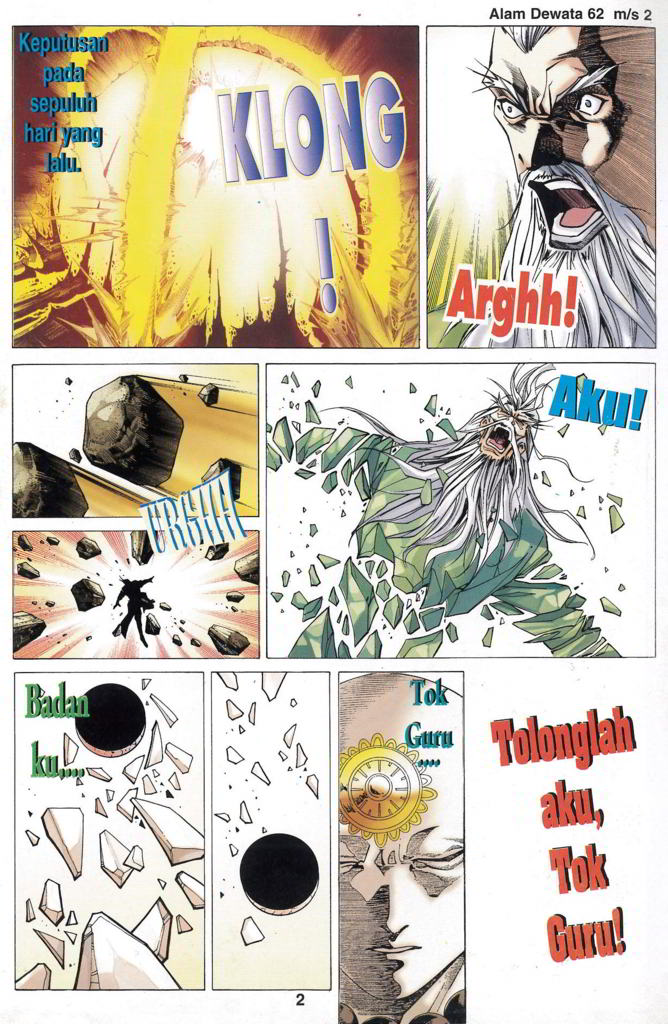 Alam Dewata 62 m/s 2
Keputusan
pada
sepuluh
hari yang
lalu.
KLONG
!
Arghh!
URGHH!
Aku!
Badan
ku,...
Tok
Guru
....
Tolonglah
aku,
Tok
Guru!
2